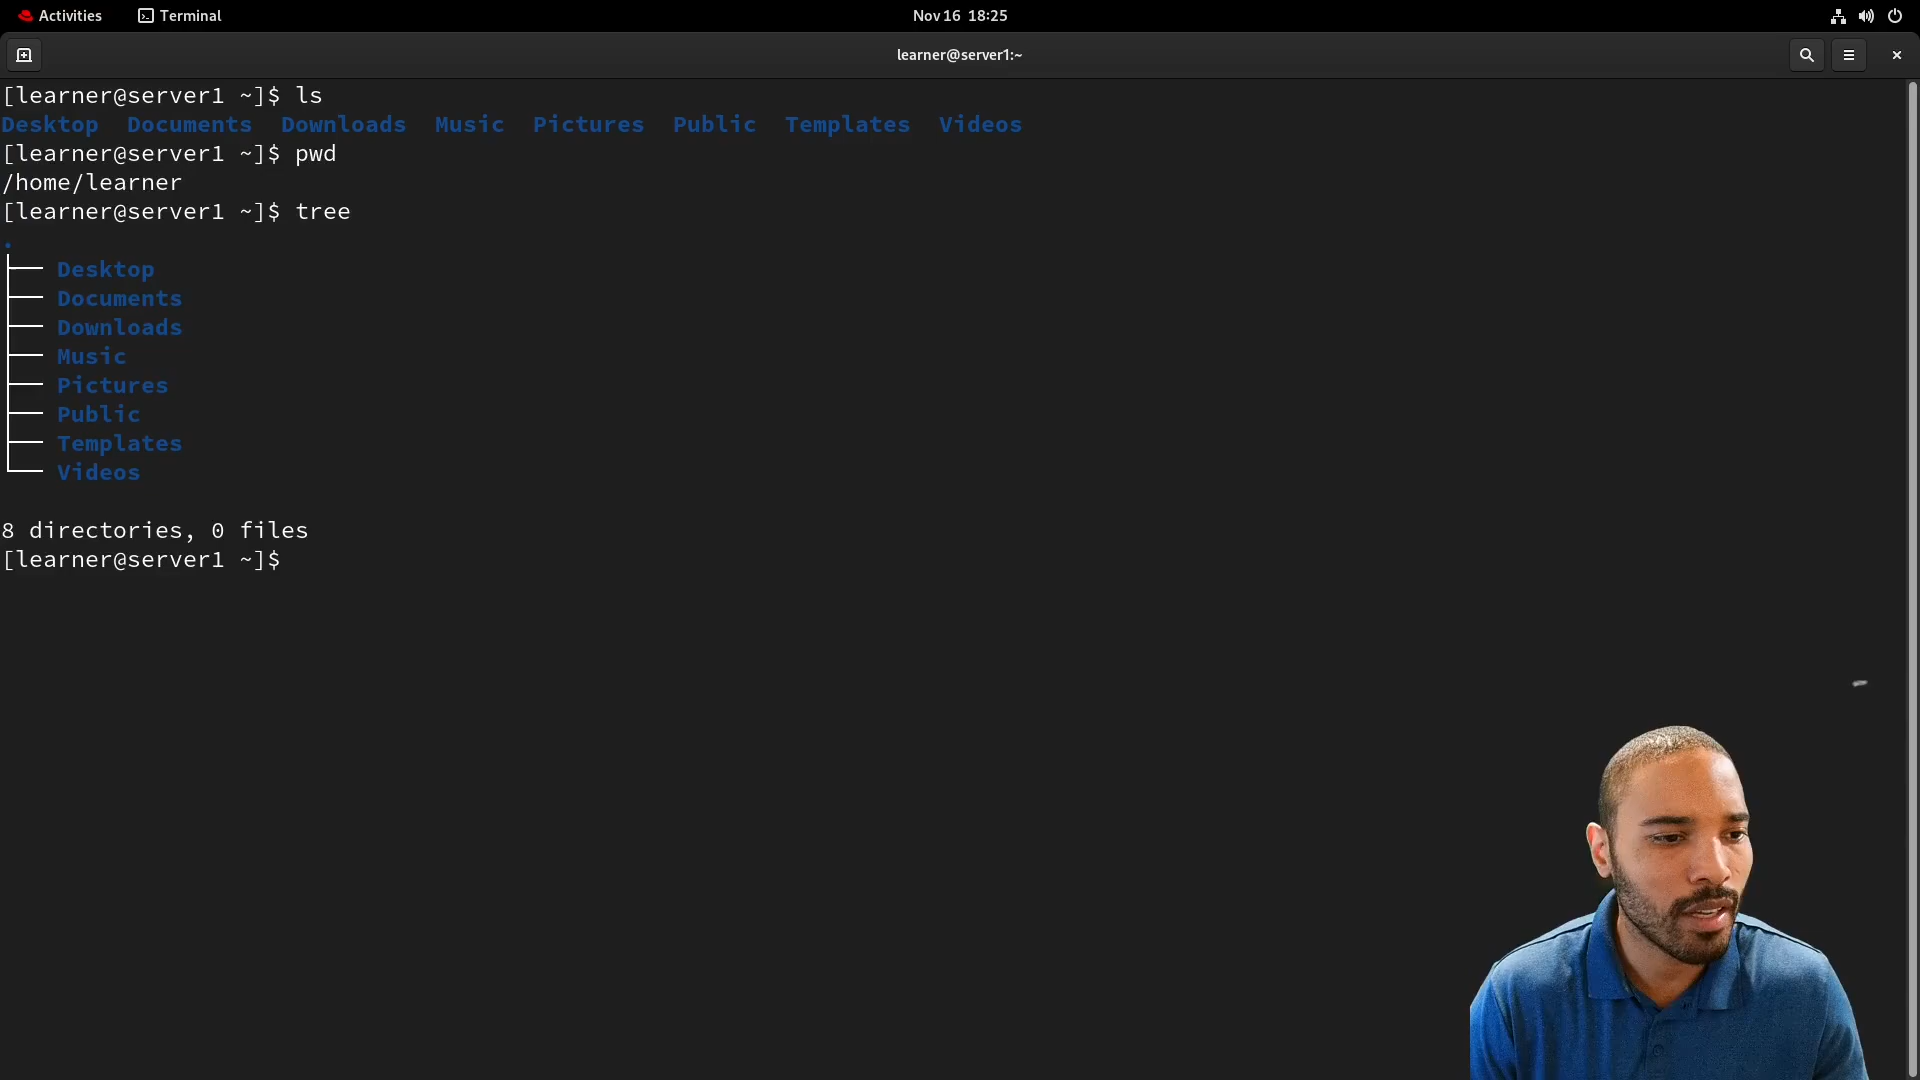 Activities Terminal Nov 16 18:25
learner@server1:~
[learner@server1 ~]$ ls
Desktop Documents Downloads Music Pictures Public Templates Videos
[learner@server1 ~]$ pwd
/home/learner
[learner@server1 ~]$ tree
.
├── Desktop
├── Documents
├── Downloads
├── Music
├── Pictures
├── Public
├── Templates
└── Videos
8 directories, 0 files
[learner@server1 ~]$